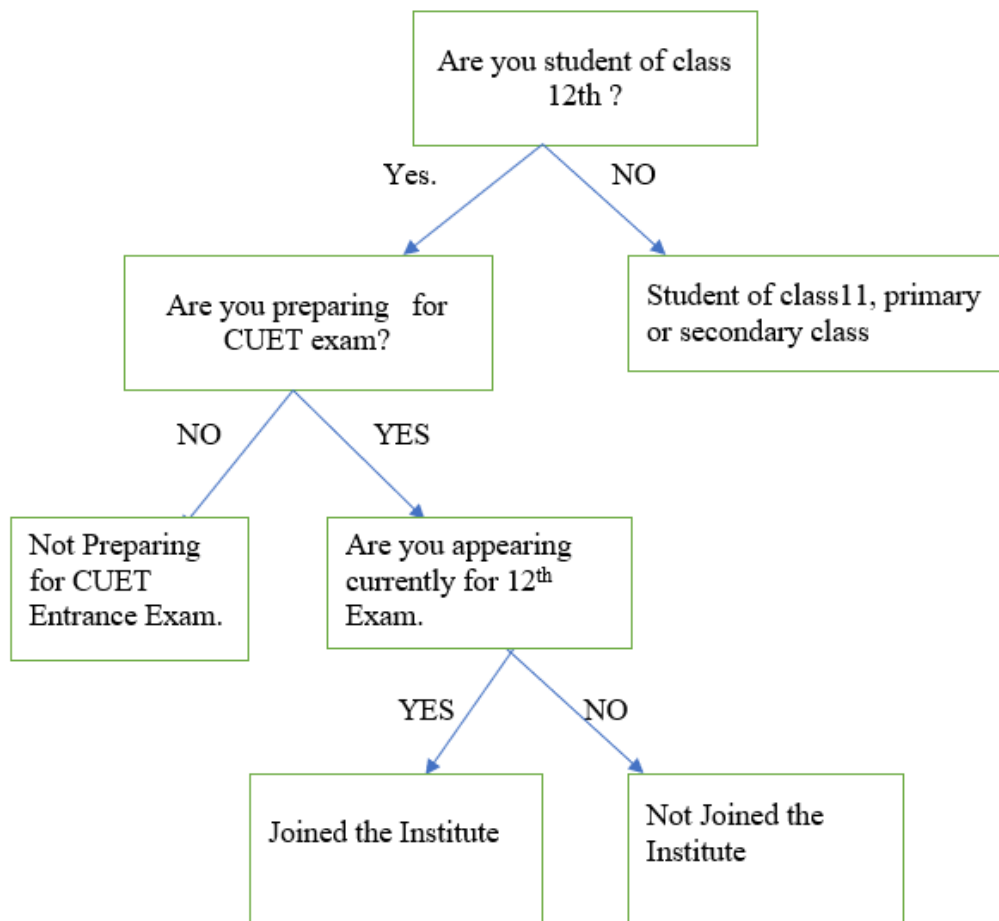 Are you student of class
12th ?
Yes.
NO
Are you preparing for
CUET exam?
Student of class11, primary
or secondary class
NO
YES
Not Preparing
for CUET
Entrance Exam.
Are you appearing
currently for 12th
Exam.
YES
NO
Joined the Institute
Not Joined the
Institute